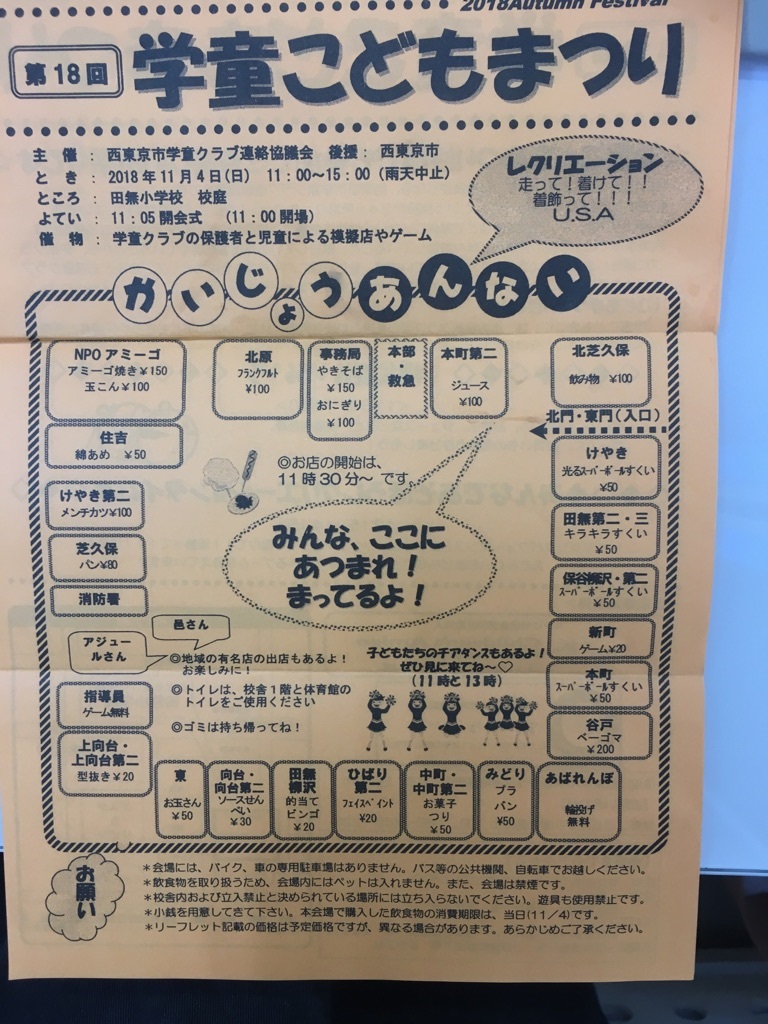 2018Autumn Festival
第18回
学童こどもまつり
主 催 : 西東京市学童クラブ連絡協議会 後援: 西東京市
と き : 2018年11月4日(日) 11:00～15:00 (雨天中止)
ところ : 田無小学校 校庭
よてい : 11:05開会式 (11:00開場)
催 物 : 学童クラブの保護者と児童による模擬店やゲーム
レクリエーション
走って!着けて!!
着飾って!!!
U.S.A
かいじょうあんない
NPO アミーゴ
アミーゴ焼き¥150
玉こん¥100
北原
フランクフルト
¥100
事務局
やきそば
¥150
おにぎり
¥100
本部・救急
本町第二
ジュース
¥100
北芝久保
飲み物 ¥100
北門・東門(入口)
住吉
綿あめ ¥50
けやき第二
メンチカツ¥100
芝久保
パン¥80
消防署
◎お店の開始は、
11時30分～ です。
みんな、ここに
あつまれ!
まってるよ!
けやき
光るスーパーボールすくい
¥50
田無第二・三
キラキラすくい
¥50
保谷柳沢・第二
スーパーボールすくい
¥50
新町
ゲーム¥20
本町
スーパーボールすくい
¥50
谷戸
ベーゴマ
¥200
邑さん
アジュー
ルさん
◎地域の有名店の出店もあるよ!
お楽しみに!
◎トイレは、校舎1階と体育館の
トイレをご使用ください
◎ゴミは持ち帰ってね!
子どもたちのチアダンスもあるよ!
ぜひ見に来てね～♡
(11時と13時)
指導員
ゲーム無料
上向台・
上向台第二
型抜き¥20
東
お玉さん
¥50
向台・
向台第二
ソースせん
べい
¥30
田無
柳沢
的当て
ビンゴ
¥20
ひばり
第二
フェイスペイント
¥20
中町・
中町第二
お菓子
つり
¥50
みどり
プラ
バン
¥50
あばれんぼ
輪投げ
無料
お願い
*会場には、バイク、車の専用駐車場はありません。バス等の公共機関、自転車でお越しください。
*飲食物を取り扱うため、会場内にはペットは入れません。また、会場は禁煙です。
*校舎内および立入禁止と決められている場所には立ち入らないでください。遊具も使用禁止です。
*小銭を用意してきて下さい。本会場で購入した飲食物の消費期限は、当日(11/4)です。
*リーフレット記載の価格は予定価格ですが、異なる場合があります。あらかじめご了承ください。